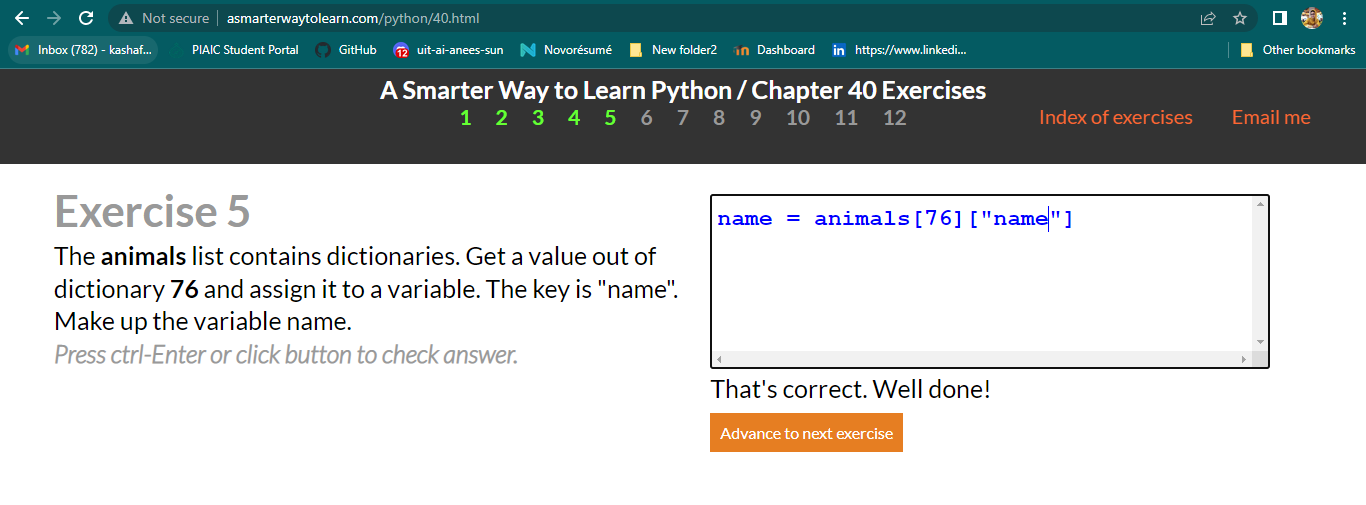 Not secure asmarterwaytolearn.com/python/40.html
Inbox (782) - kashaf... PIAIC Student Portal GitHub 12 uit-ai-anees-sun Novorésumé New folder2 Dashboard in https://www.linkedi... Other bookmarks
A Smarter Way to Learn Python / Chapter 40 Exercises
1 2 3 4 5 6 7 8 9 10 11 12 Index of exercises Email me
Exercise 5
The animals list contains dictionaries. Get a value out of
dictionary 76 and assign it to a variable. The key is "name".
Make up the variable name.
Press ctrl-Enter or click button to check answer.
name = animals[76]["name"]
That's correct. Well done!
Advance to next exercise